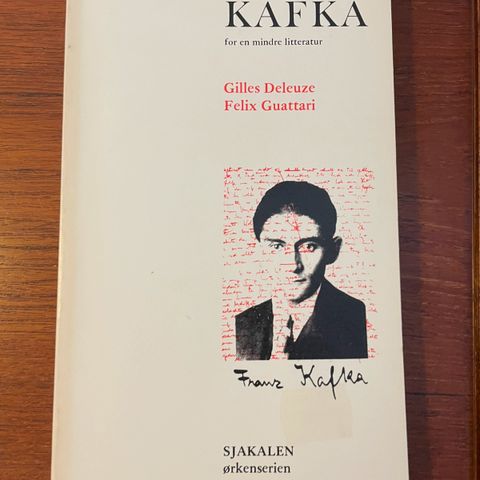 KAFKA
for en mindre litteratur
Gilles Deleuze
Felix Guattari
Franz Kafka
SJAKALEN
ørkenserien